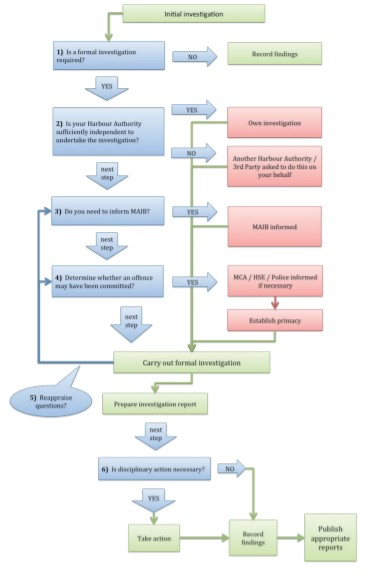 Initial investigation
1) Is a formal investigation
required?
NO
Record findings
YES
2) Is your Harbour Authority
sufficiently independent to
undertake the investigation?
YES
Own investigation
NO
Another Harbour Authority /
3rd Party asked to do this on
your behalf
next
step
3) Do you need to inform MAIB?
YES
MAIB informed
next
step
4) Determine whether an offence
may have been committed?
YES
MCA / HSE / Police informed
if necessary
Establish primacy
next
step
Carry out formal investigation
5) Reappraise
questions?
Prepare investigation report
next
step
6) Is disciplinary action necessary?
NO
YES
Take action
Record
findings
Publish
appropriate
reports